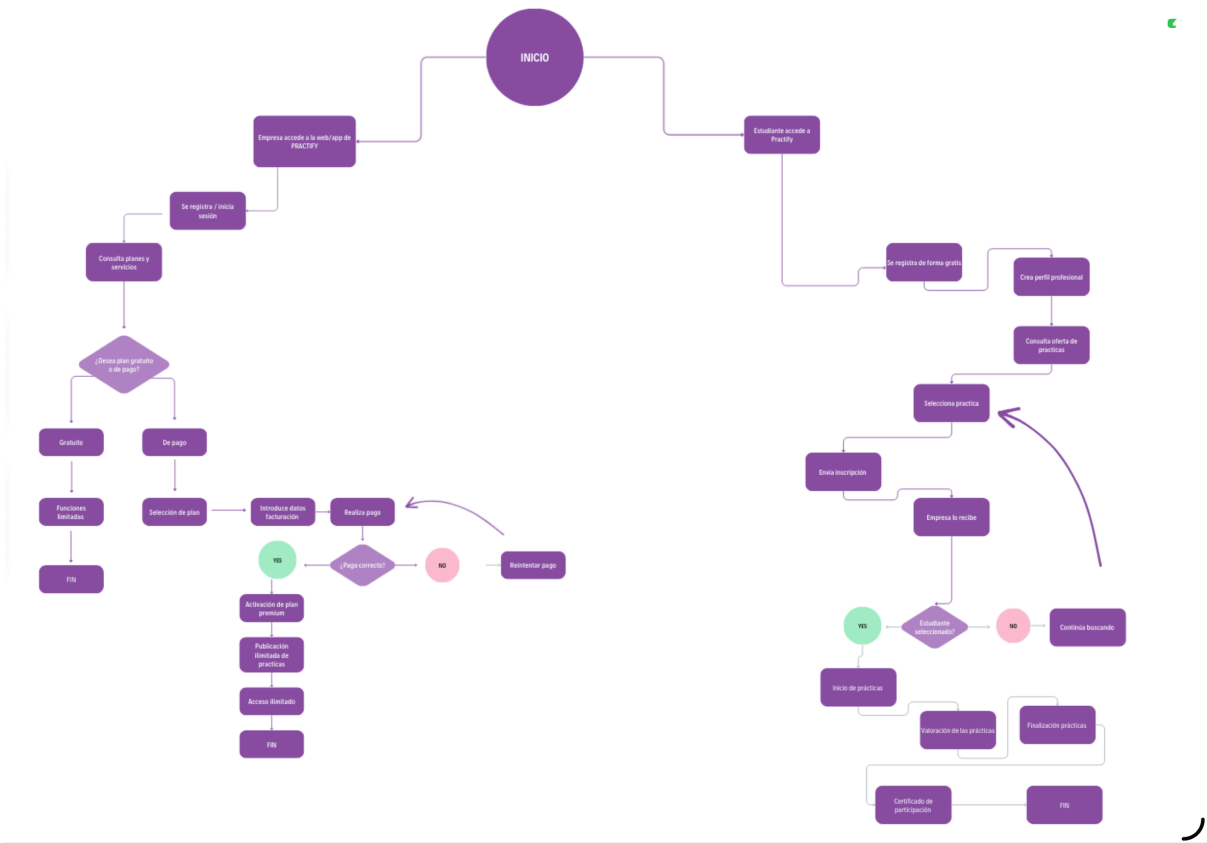 INICIO
Empresa accede a la web/app de
PRACTIFY
Se registra / inicia
sesión
Consulta planes y
servicios
¿Desea plan gratuito
o de pago?
Gratuito
De pago
Funciones
limitadas
FIN
Selección de plan
Introduce datos
facturación
Realiza pago
¿Pago correcto?
YES
NO
Reintentar pago
Activación de plan
premium
Publicación
ilimitada de
practicas
Acceso ilimitado
FIN
Estudiante accede a
Practify
Se registra de forma gratis
Crea perfil profesional
Consulta oferta de
practicas
Selecciona practica
Envía inscripción
Empresa lo recibe
Estudiante
seleccionado?
YES
NO
Continúa buscando
Inicio de prácticas
Valoración de las prácticas
Finalización prácticas
Certificado de
participación
FIN